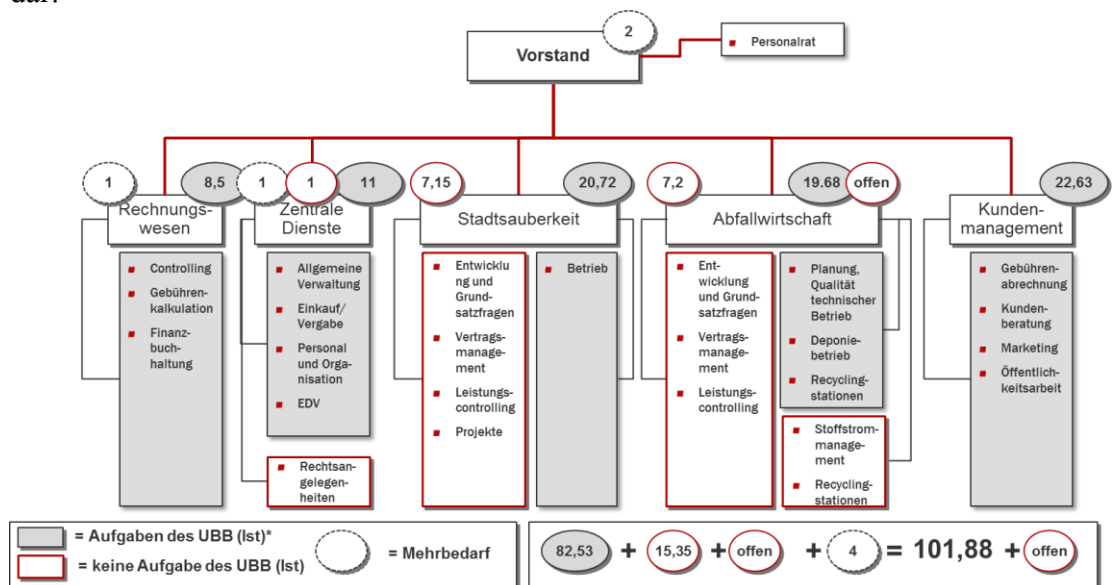 dar:
2
Vorstand
Personalrat
1
8,5
1
1
11
7,15
20,72
7,2
19.68
offen
22,63
Rechnungs-
wesen
Zentrale
Dienste
Stadtsauberkeit
Abfallwirtschaft
Kunden-
management
Controlling
Gebühren-
kalkulation
Finanz-
buch-
haltung
Allgemeine
Verwaltung
Einkauf/
Vergabe
Personal
und Orga-
nisation
EDV
Rechtsan-
gelegen-
heiten
Entwicklu
ng und
Grund-
satzfragen
Vertrags-
manage-
ment
Leistungs-
controlling
Projekte
Betrieb
Ent-
wicklung
und Grund-
satzfragen
Vertrags-
manage-
ment
Leistungs-
controlling
Planung,
Qualität
technischer
Betrieb
Deponie-
betrieb
Recycling-
stationen
Stoffstrom-
manage-
ment
Recycling-
stationen
Gebühren-
abrechnung
Kunden-
beratung
Marketing
Öffentlich-
keitsarbeit
= Aufgaben des UBB (Ist)*
= keine Aufgabe des UBB (Ist)
= Mehrbedarf
82,53 + 15,35 + offen + 4 = 101,88 + offen